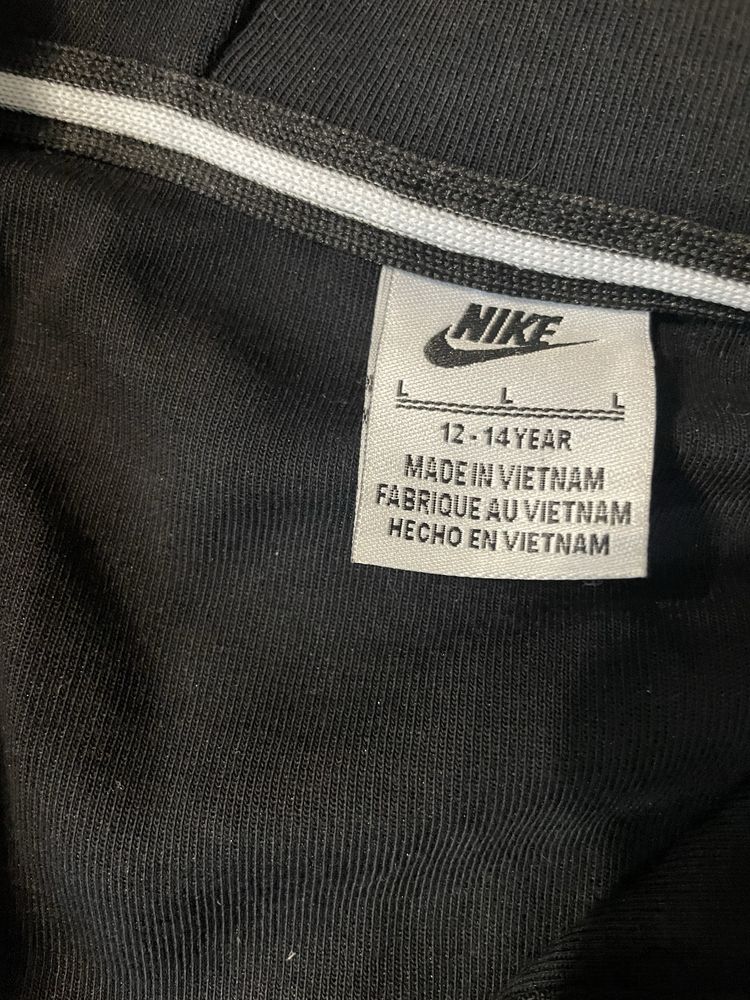 NIKE
L L L
12-14 YEAR
MADE IN VIETNAM
FABRIQUE AU VIETNAM
HECHO EN VIETNAM